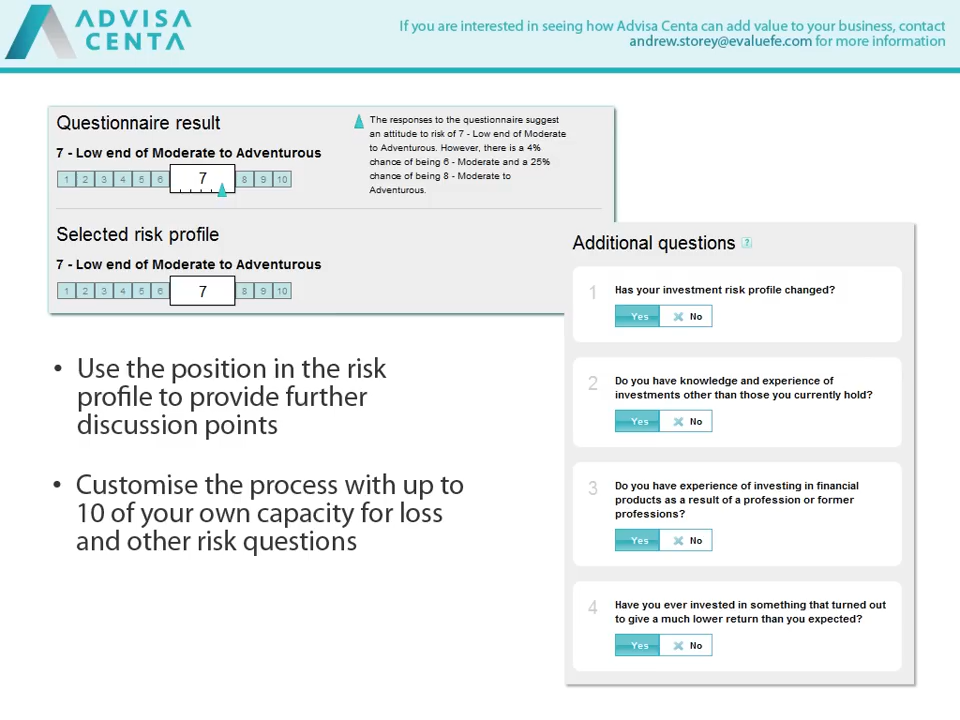 ADVISA
CENTA
If you are interested in seeing how Advisa Centa can add value to your business, contact
andrew.storey@evaluefe.com for more information
Questionnaire result
7 - Low end of Moderate to Adventurous
1 2 3 4 5 6 7 8 9 10
The responses to the questionnaire suggest
an attitude to risk of 7 - Low end of Moderate
to Adventurous. However, there is a 4%
chance of being 6 - Moderate and a 25%
chance of being 8 - Moderate to
Adventurous.
Selected risk profile
7 - Low end of Moderate to Adventurous
1 2 3 4 5 6 7 8 9 10
• Use the position in the risk
profile to provide further
discussion points
• Customise the process with up to
10 of your own capacity for loss
and other risk questions
Additional questions ?
1 Has your investment risk profile changed?
Yes No
2 Do you have knowledge and experience of
investments other than those you currently hold?
Yes No
3 Do you have experience of investing in financial
products as a result of a profession or former
professions?
Yes No
4 Have you ever invested in something that turned out
to give a much lower return than you expected?
Yes No